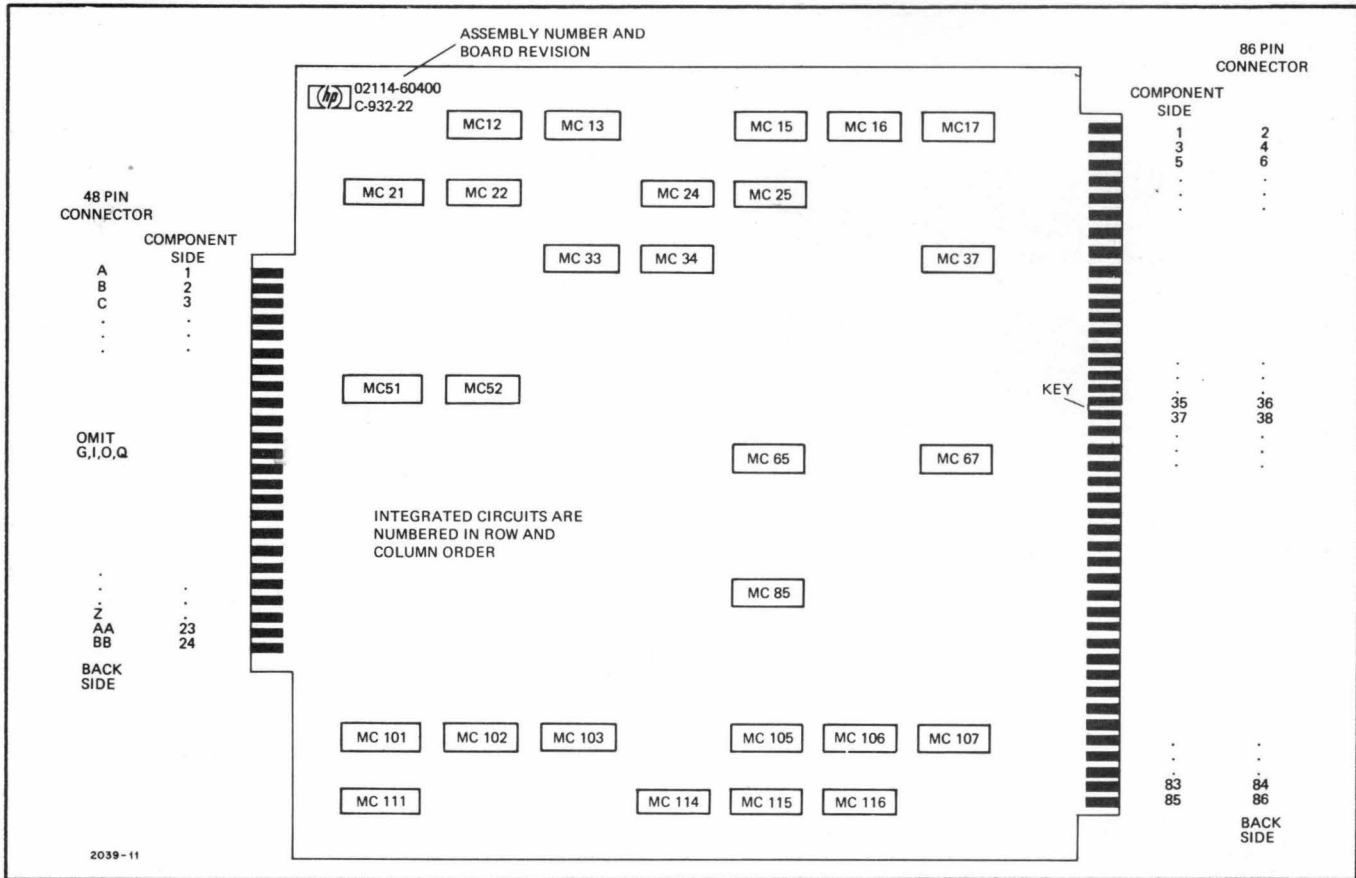 ASSEMBLY NUMBER AND
BOARD REVISION
86 PIN
CONNECTOR
hp 02114-60400
C-932-22
COMPONENT
SIDE
MC12 MC 13 MC 15 MC 16 MC17
1 2
3 4
5 6
. .
. .
. .
MC 21 MC 22 MC 24 MC 25
48 PIN
CONNECTOR
COMPONENT
SIDE
A 1
B 2
C 3
. .
. .
. .
MC 33 MC 34 MC 37
MC51 MC52
KEY
. .
. .
. .
35 36
37 38
. .
. .
. .
OMIT
G,I,O,Q
MC 65 MC 67
INTEGRATED CIRCUITS ARE
NUMBERED IN ROW AND
COLUMN ORDER
MC 85
.
. .
. .
Z .
AA 23
BB 24
BACK
SIDE
MC 101 MC 102 MC 103 MC 105 MC 106 MC 107
MC 111 MC 114 MC 115 MC 116
. .
. .
. .
83 84
85 86
BACK
SIDE
2039-11